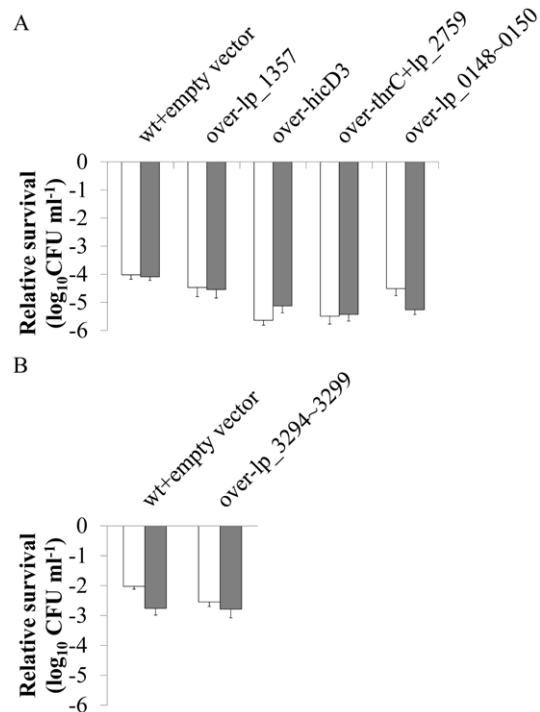 A
wt+empty vector
over-lp_1357
over-hicD3
over-thrC+lp_2759
over-lp_0148~0150
Relative survival
(log10CFU ml-1)
0
-1
-2
-3
-4
-5
-6
B
wt+empty vector
over-lp_3294~3299
Relative survival
(log10 CFU ml-1)
0
-1
-2
-3
-4
-5
-6